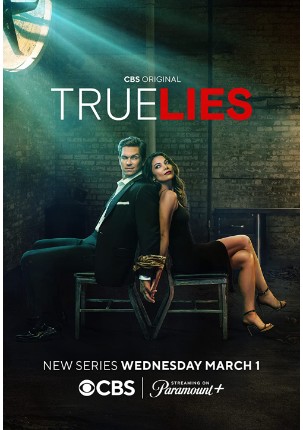 CBS ORIGINAL
TRUE LIES
NEW SERIES WEDNESDAY MARCH 1
CBS
STREAMING ON
Paramount+